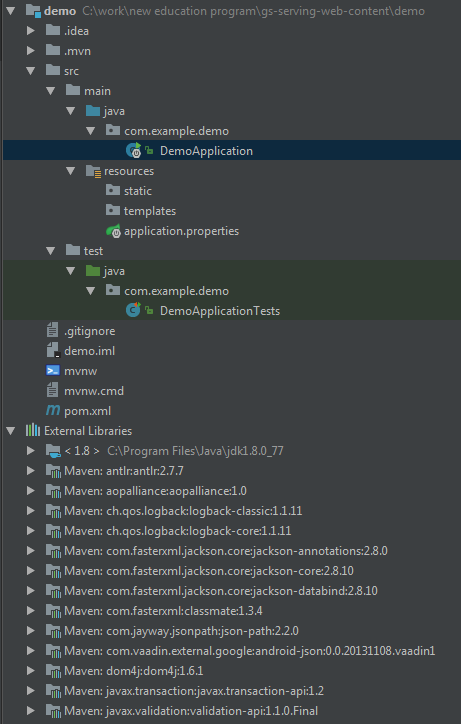 demo C:\work\new education program\gs-serving-web-content\demo
.idea
.mvn
src
main
java
com.example.demo
DemoApplication
resources
static
templates
application.properties
test
java
com.example.demo
DemoApplicationTests
.gitignore
demo.iml
mvnw
mvnw.cmd
pom.xml
External Libraries
< 1.8 > C:\Program Files\Java\jdk1.8.0_77
Maven: antlr:antlr:2.7.7
Maven: aopalliance:aopalliance:1.0
Maven: ch.qos.logback:logback-classic:1.1.11
Maven: ch.qos.logback:logback-core:1.1.11
Maven: com.fasterxml.jackson.core:jackson-annotations:2.8.0
Maven: com.fasterxml.jackson.core:jackson-core:2.8.10
Maven: com.fasterxml.jackson.core:jackson-databind:2.8.10
Maven: com.fasterxml:classmate:1.3.4
Maven: com.jayway.jsonpath:json-path:2.2.0
Maven: com.vaadin.external.google:android-json:0.0.20131108.vaadin1
Maven: dom4j:dom4j:1.6.1
Maven: javax.transaction:javax.transaction-api:1.2
Maven: javax.validation:validation-api:1.1.0.Final